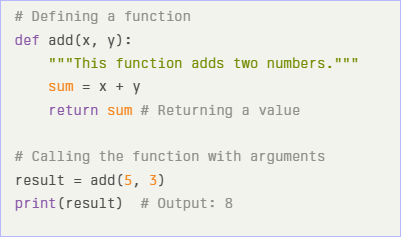 # Defining a function
def add(x, y):
    """This function adds two numbers."""
    sum = x + y
    return sum # Returning a value

# Calling the function with arguments
result = add(5, 3)
print(result)  # Output: 8